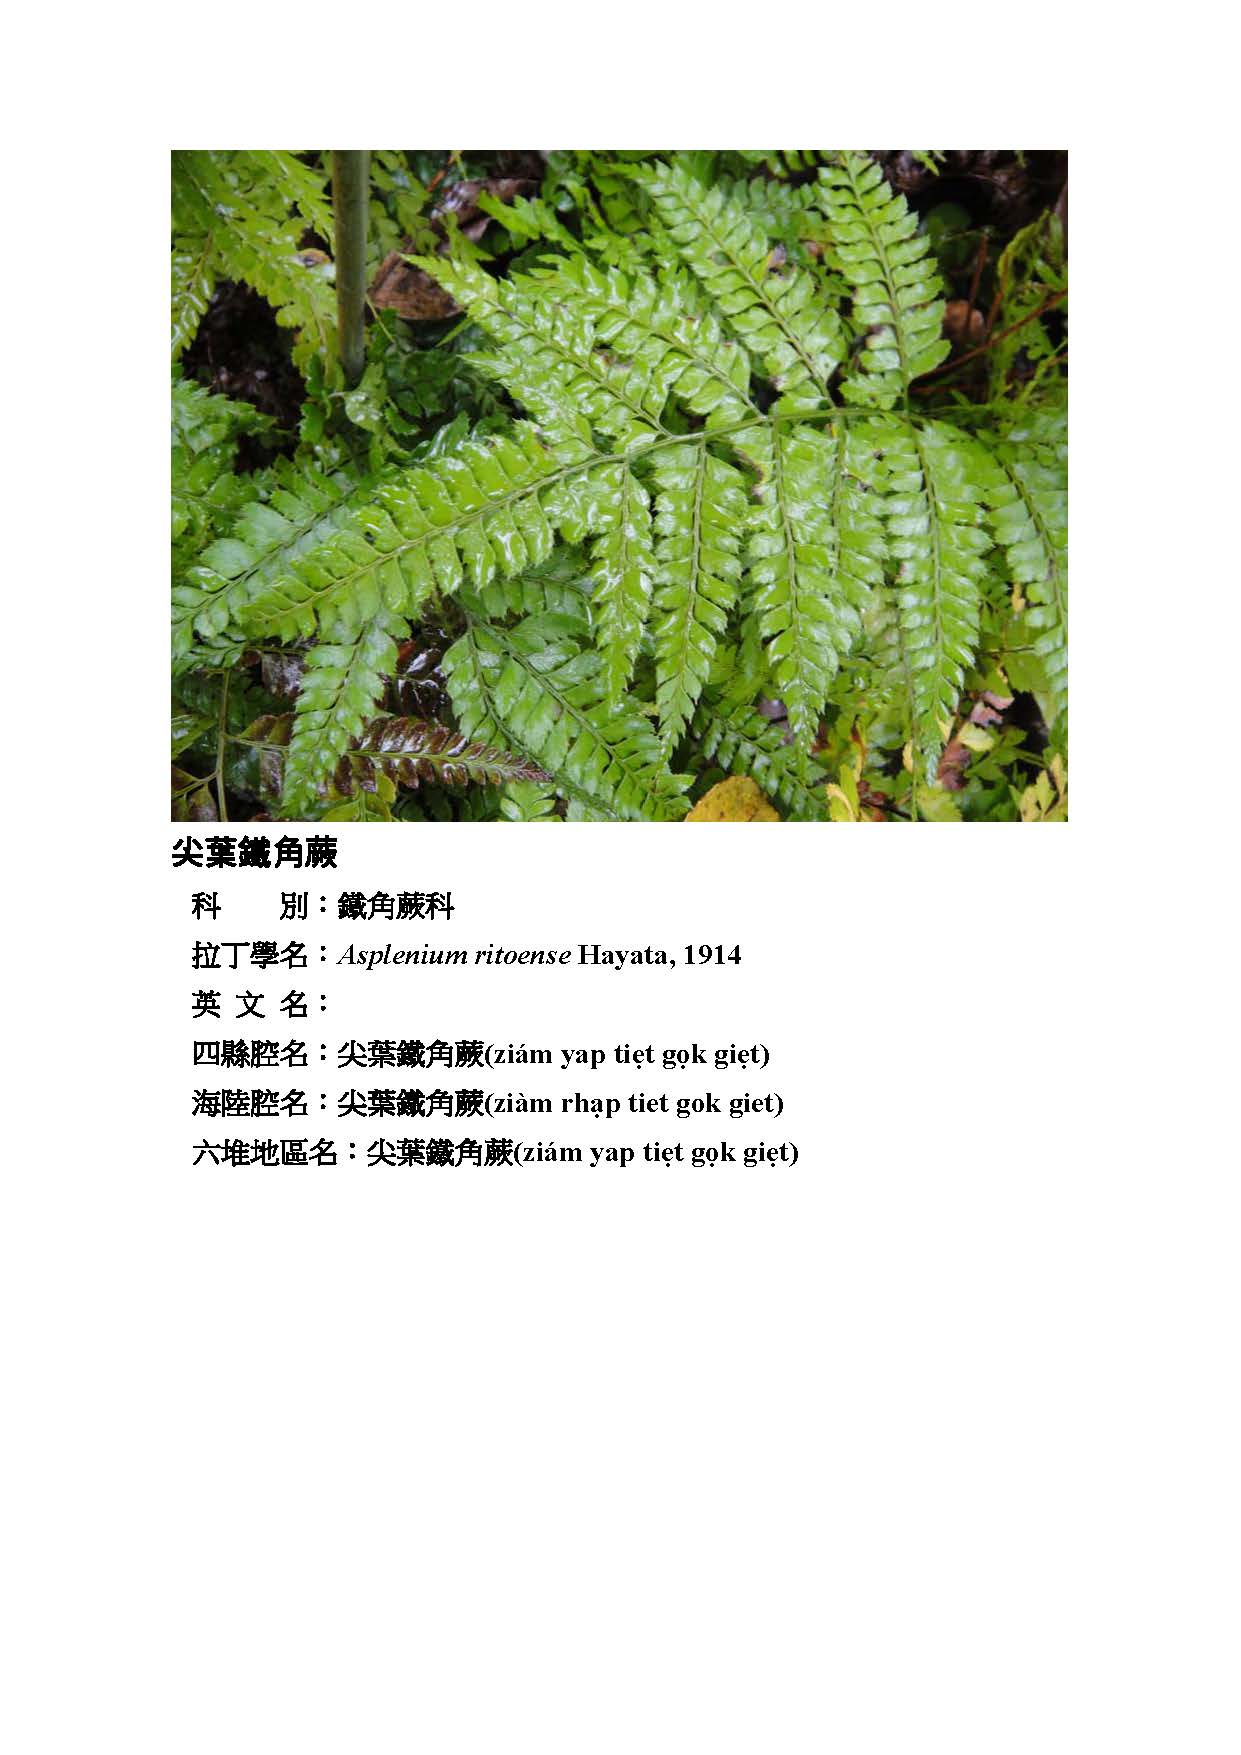 尖葉鐵角蕨
科　　別：鐵角蕨科
拉丁學名：Asplenium ritoense Hayata, 1914
英 文 名：
四縣腔名：尖葉鐵角蕨(ziám yap tiẹt gọk giẹt)
海陸腔名：尖葉鐵角蕨(ziàm rhạp tiet gok giet)
六堆地區名：尖葉鐵角蕨(ziám yap tiẹt gọk giẹt)